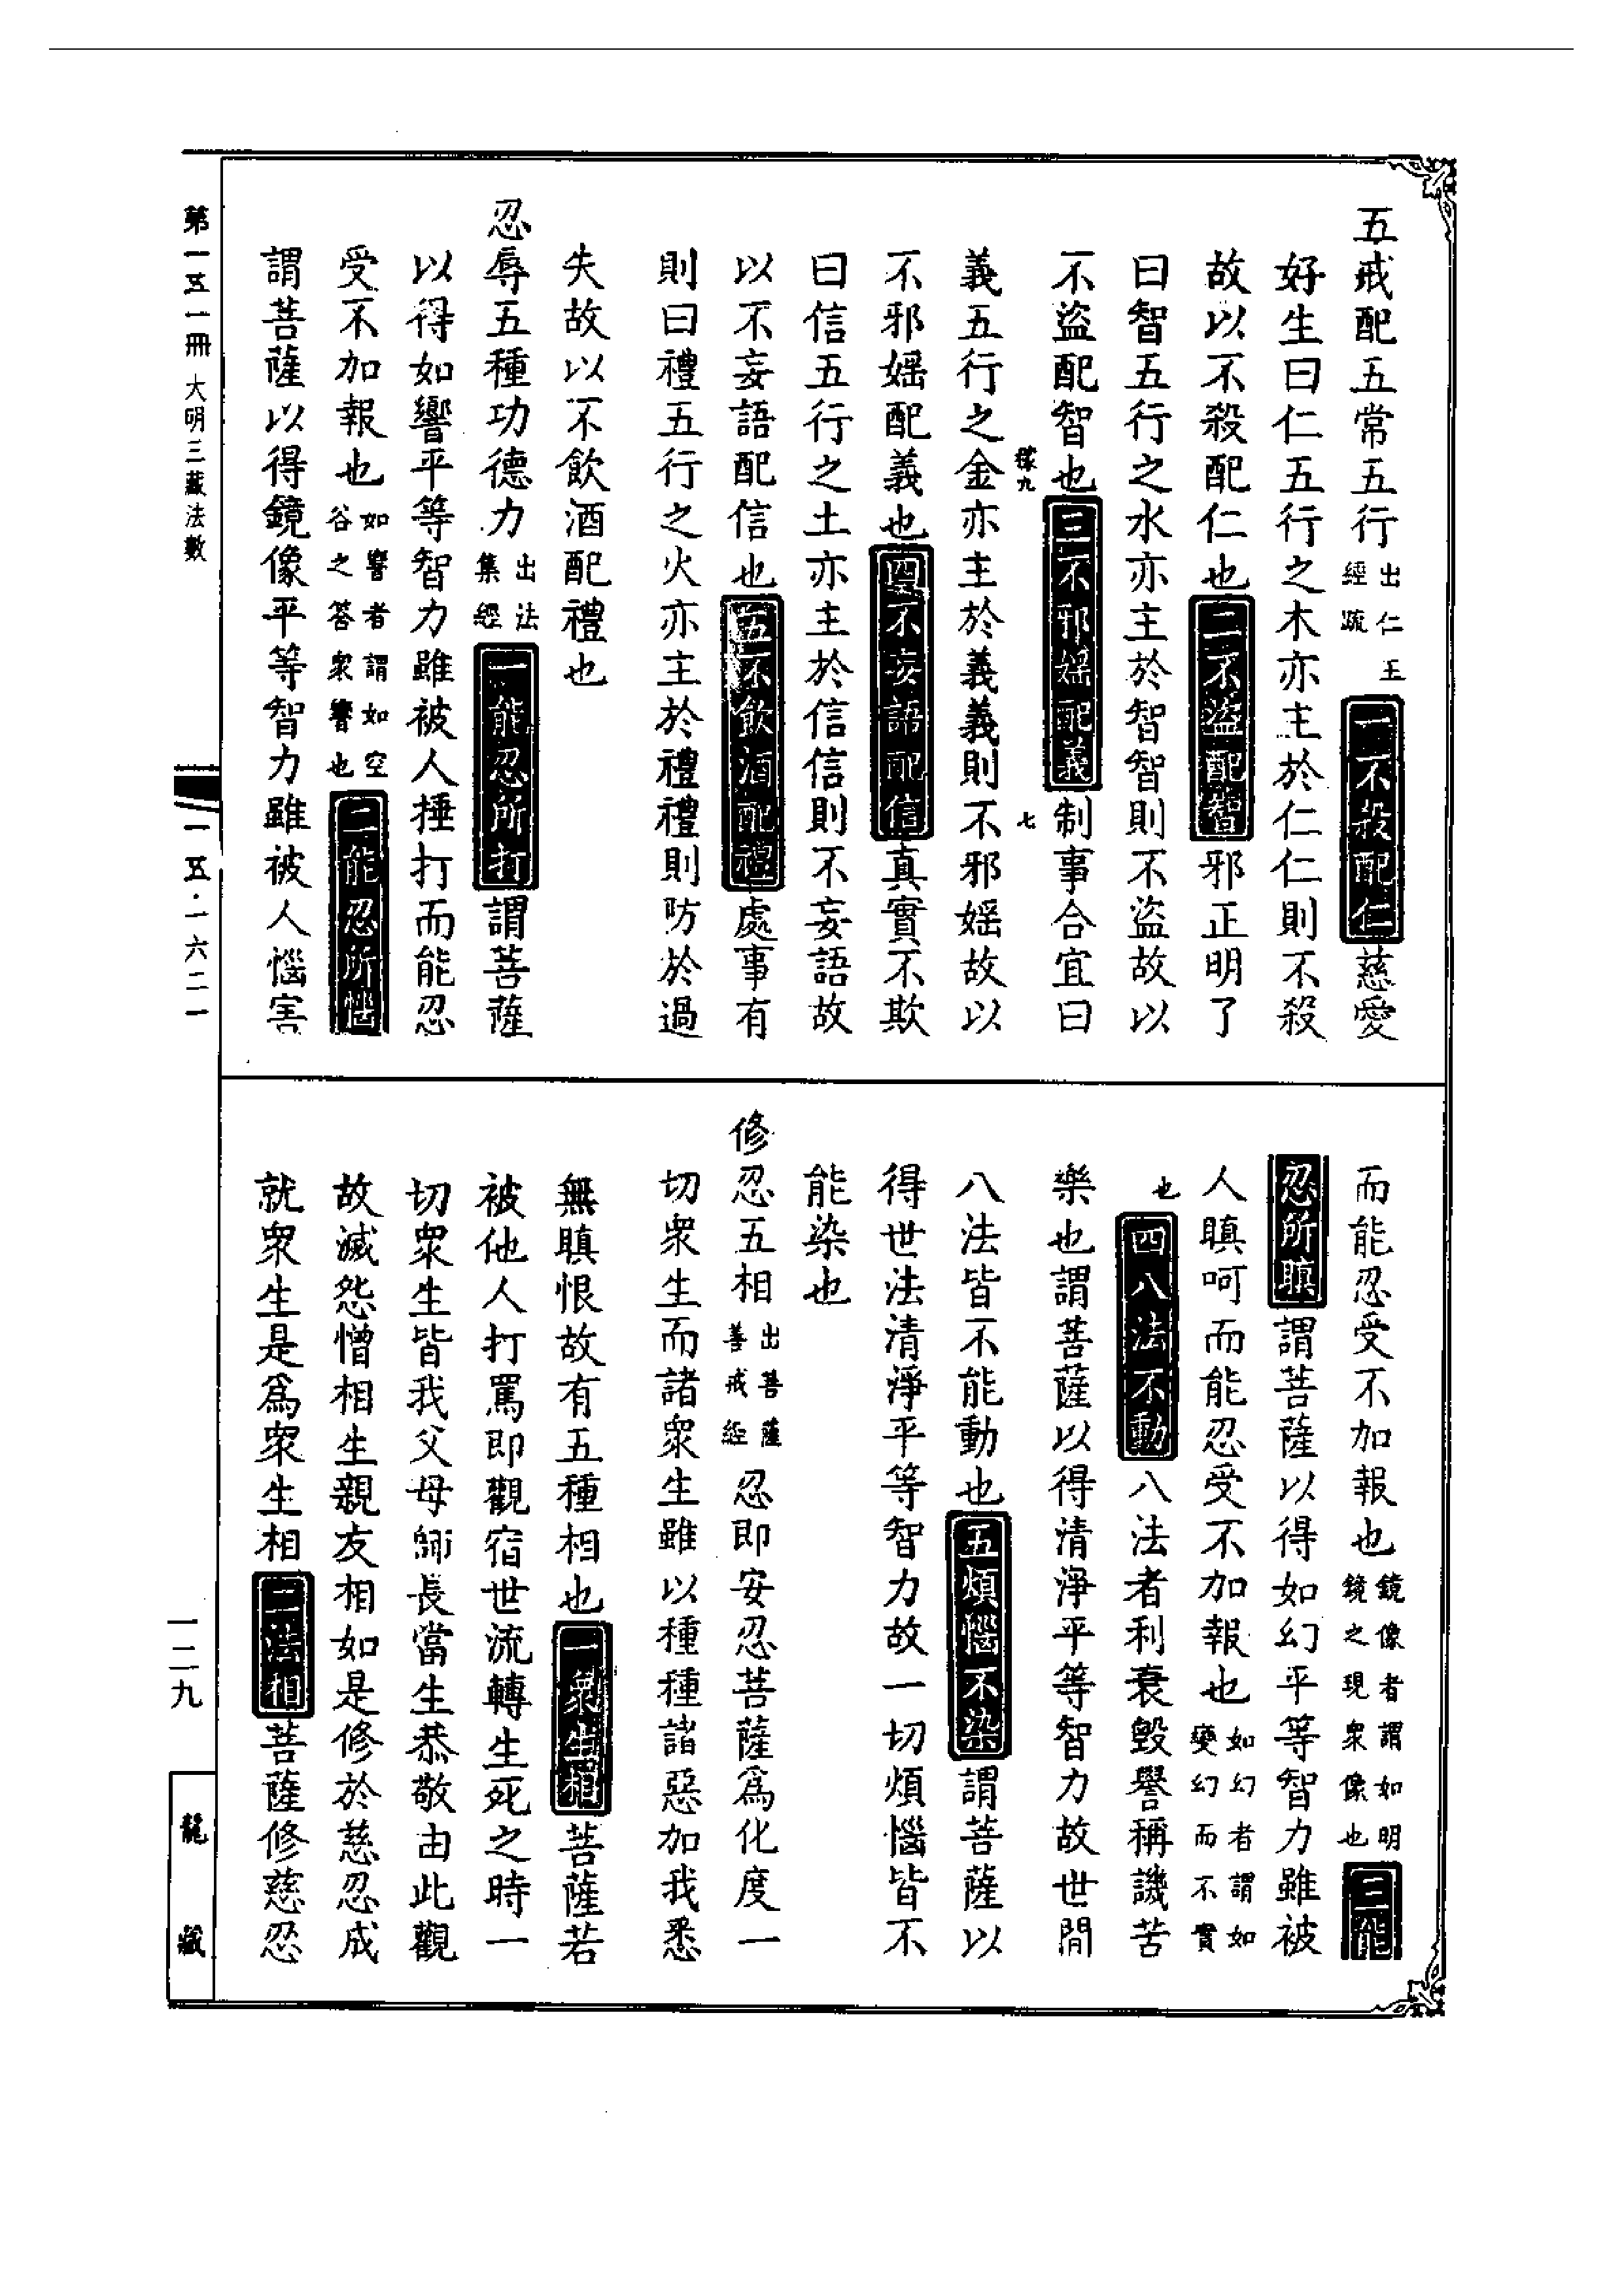 五戒配五常五行出仁王經疏一不殺配仁慈愛
好生曰仁五行之木亦主於仁仁則不殺
故以不殺配仁也二不盜配智邪正明了
曰智五行之水亦主於智智則不盜故以
不盜配智也三不邪婬配義制事合宜曰
稼九 七
義五行之金亦主於義義則不邪婬故以
不邪婬配義也四不妄語配信真實不欺
曰信五行之土亦主於信信則不妄語故
以不妄語配信也五不飲酒配禮處事有
則曰禮五行之火亦主於禮禮則防於過
失故以不飲酒配禮也
忍辱五種功德力出法集經一能忍所打謂菩薩
以得如響平等智力雖被人捶打而能忍
受不加報也如響者謂如空谷之答衆響也二能忍所惱
謂菩薩以得鏡像平等智力雖被人惱害
而能忍受不加報也鏡像者謂如明鏡之現衆像也三能
忍所瞋謂菩薩以得如幻平等智力雖被
人瞋呵而能忍受不加報也如幻者謂如變幻而不實
也四八法不動八法者利衰毀譽稱譏苦
樂也謂菩薩以得清淨平等智力故世間
八法皆不能動也五煩惱不染謂菩薩以
得世法清淨平等智力故一切煩惱皆不
能染也
修忍五相出菩薩善戒經忍即安忍菩薩爲化度一
切衆生而諸衆生雖以種種諸惡加我悉
無瞋恨故有五種相也一衆生相菩薩若
被他人打罵即觀宿世流轉生死之時一
切衆生皆我父母師長當生恭敬由此觀
故滅怨憎相生親友相如是修於慈忍成
就衆生是爲衆生相二法相菩薩修慈忍
第一五一冊 大明三藏法數
一五·一六二一
一二九
龍藏